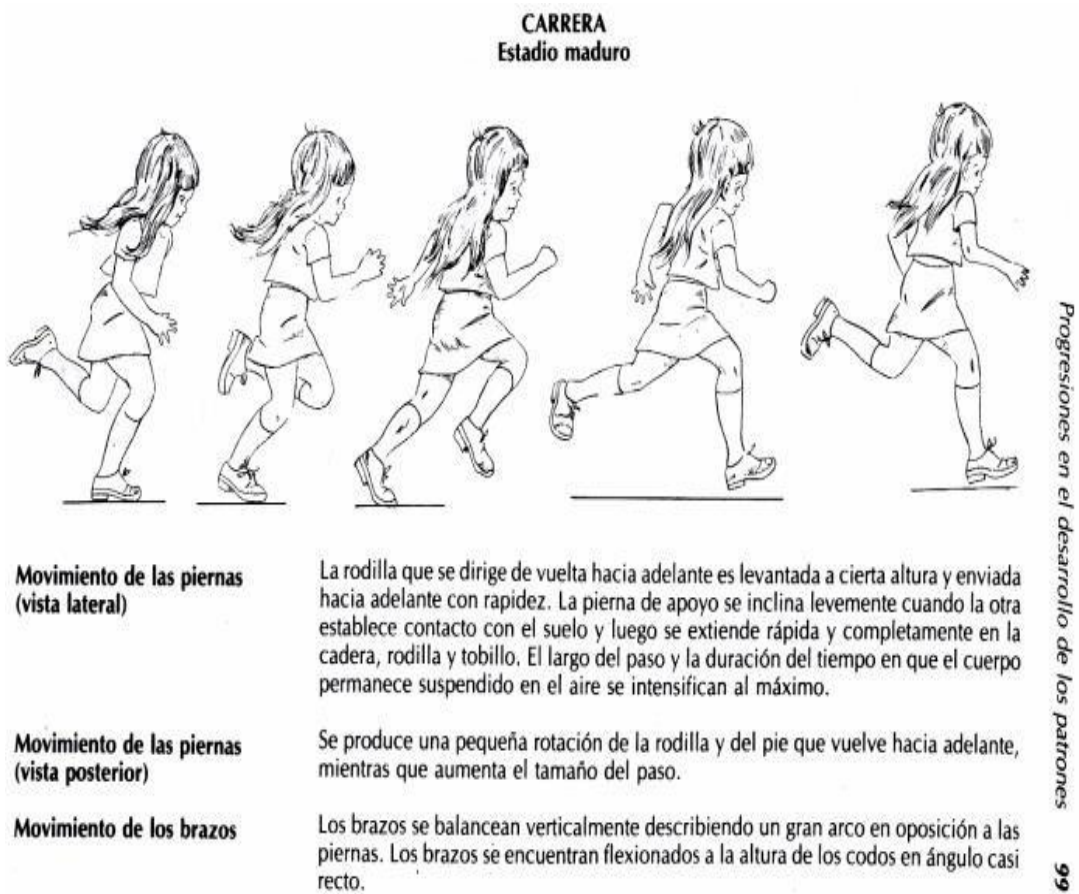 CARRERA
Estadio maduro
Movimiento de las piernas
(vista lateral)
La rodilla que se dirige de vuelta hacia adelante es levantada a cierta altura y enviada
hacia adelante con rapidez. La pierna de apoyo se inclina levemente cuando la otra
establece contacto con el suelo y luego se extiende rápida y completamente en la
cadera, rodilla y tobillo. El largo del paso y la duración del tiempo en que el cuerpo
permanece suspendido en el aire se intensifican al máximo.
Movimiento de las piernas
(vista posterior)
Se produce una pequeña rotación de la rodilla y del pie que vuelve hacia adelante,
mientras que aumenta el tamaño del paso.
Movimiento de los brazos
Los brazos se balancean verticalmente describiendo un gran arco en oposición a las
piernas. Los brazos se encuentran flexionados a la altura de los codos en ángulo casi
recto.
Progresiones en el desarrollo de los patrones 99